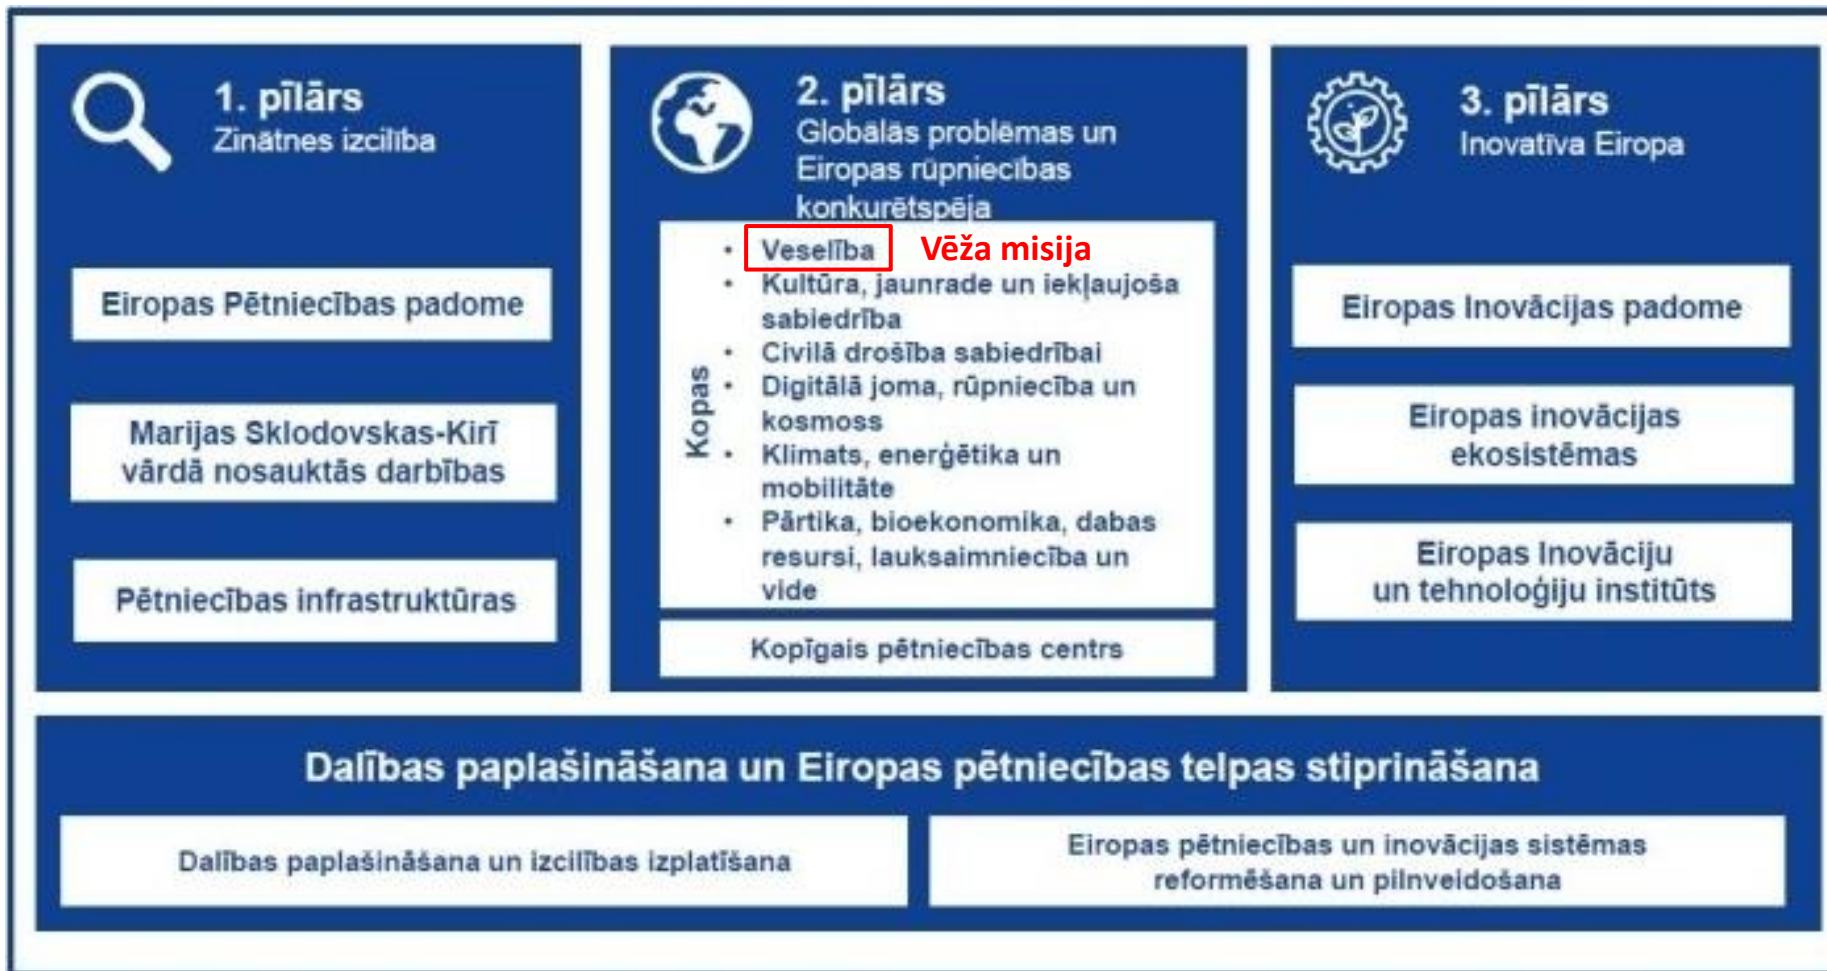 1. pīlārs
Zinātnes izcilība
Eiropas Pētniecības padome
Marijas Sklodovskas-Kirī
vārdā nosauktās darbības
Pētniecības infrastruktūras
2. pīlārs
Globālās problēmas un
Eiropas rūpniecības
konkurētspēja
Kopas
• Veselība Vēža misija
• Kultūra, jaunrade un iekļaujoša
sabiedrība
• Civilā drošība sabiedrībai
• Digitālā joma, rūpniecība un
kosmoss
• Klimats, enerģētika un
mobilitāte
• Pārtika, bioekonomika, dabas
resursi, lauksaimniecība un
vide
Kopīgais pētniecības centrs
3. pīlārs
Inovatīva Eiropa
Eiropas Inovācijas padome
Eiropas inovācijas
ekosistēmas
Eiropas Inovāciju
un tehnoloģiju institūts
Dalības paplašināšana un Eiropas pētniecības telpas stiprināšana
Dalības paplašināšana un izcilības izplatīšana
Eiropas pētniecības un inovācijas sistēmas
reformēšana un pilnveidošana